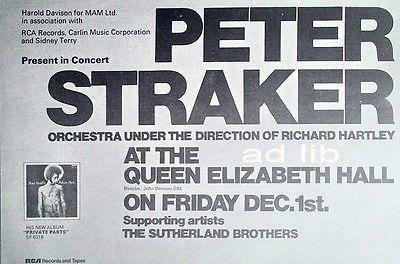 Harold Davison for MAM Ltd.
in association with
RCA Records, Carlin Music Corporation
and Sidney Terry
Present in Concert
PETER
STRAKER
ORCHESTRA UNDER THE DIRECTION OF RICHARD HARTLEY
AT THE
ad lib
QUEEN ELIZABETH HALL
Director: John Denison CBE
ON FRIDAY DEC.1st.
Supporting artists
THE SUTHERLAND BROTHERS
HIS NEW ALBUM
"PRIVATE PARTS"
SF 8319
RCA Records and Tapes